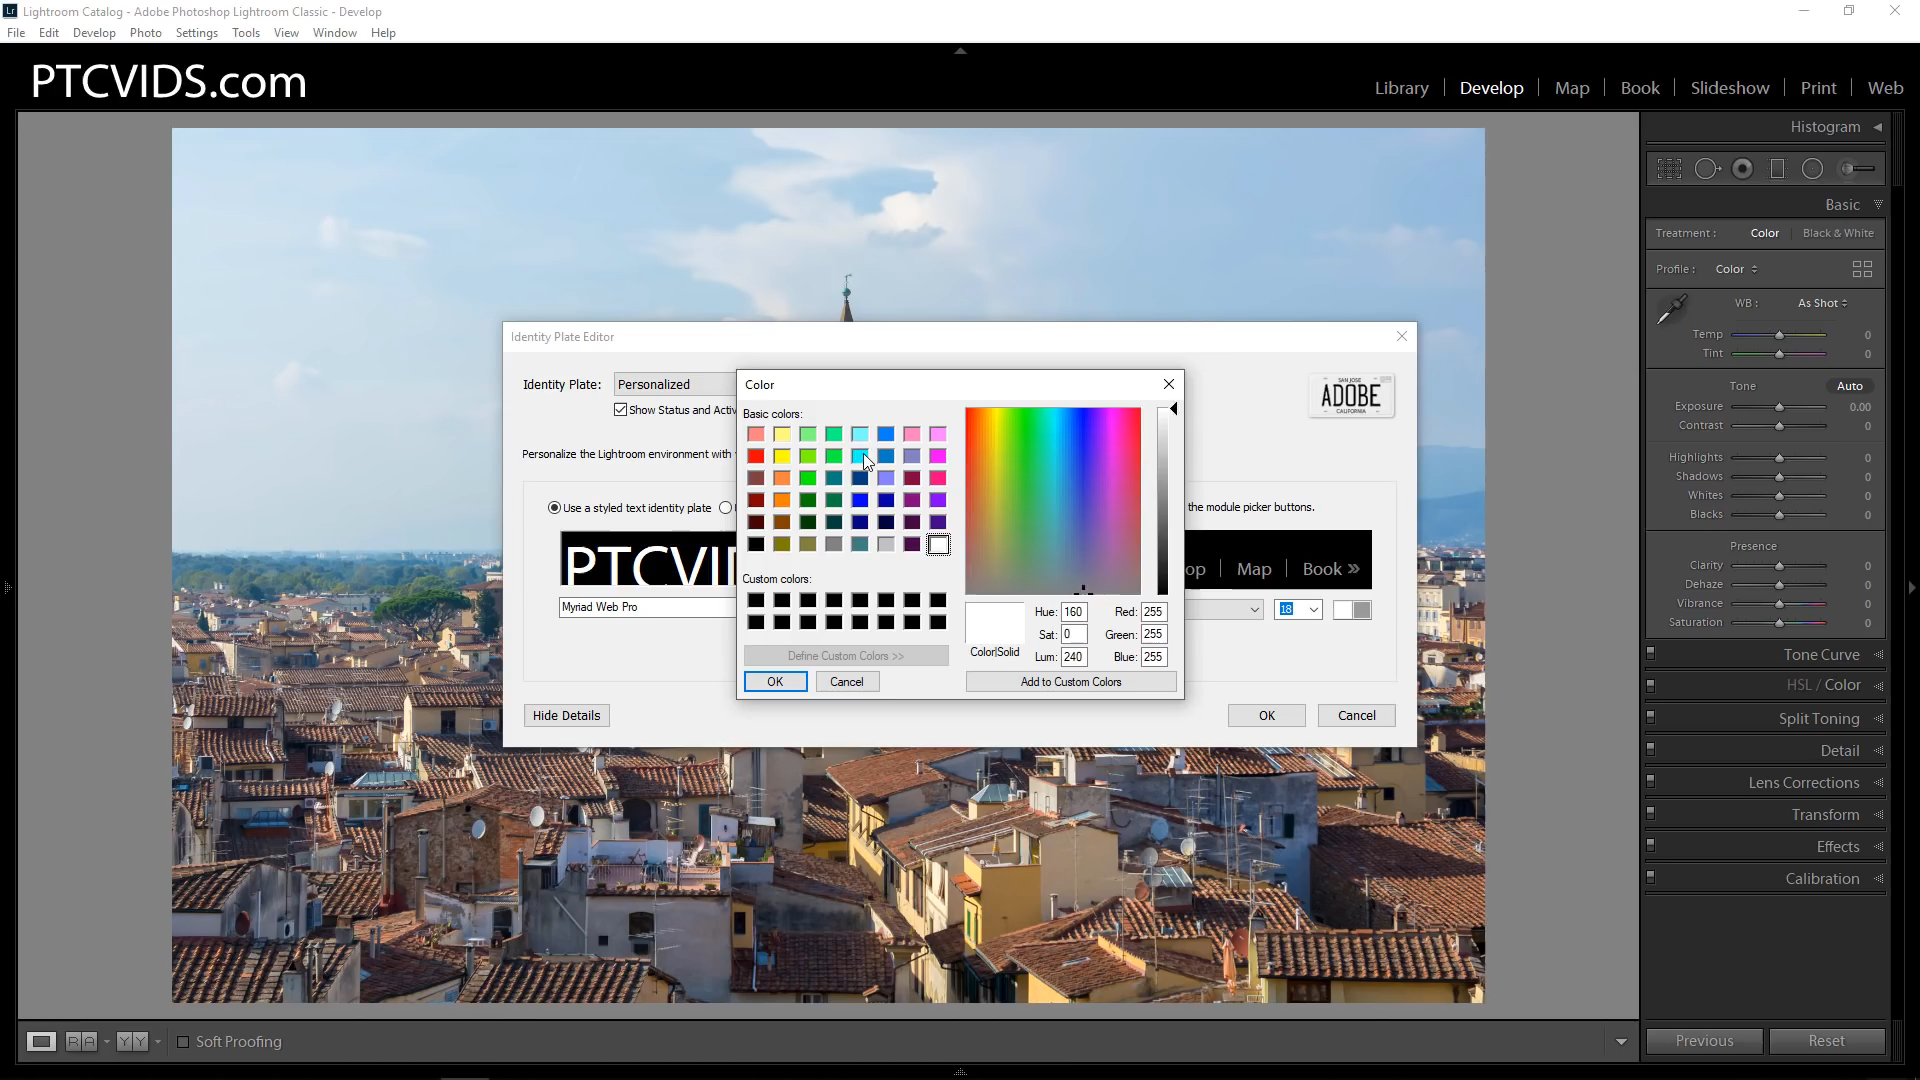 Lr Lightroom Catalog - Adobe Photoshop Lightroom Classic - Develop
File Edit Develop Photo Settings Tools View Window Help
PTCVIDS.com
Library Develop Map Book Slideshow Print Web
Histogram
Basic
Treatment : Color Black & White
Profile : Color
WB : As Shot
Temp 0
Tint 0
Tone Auto
Exposure 0.00
Contrast 0
Highlights 0
Shadows 0
Whites 0
Blacks 0
Presence
Clarity 0
Dehaze 0
Vibrance 0
Saturation 0
Tone Curve
HSL / Color
Split Toning
Detail
Lens Corrections
Transform
Effects
Calibration
Previous Reset
Identity Plate Editor
Identity Plate: Personalized
Show Status and Activ
SAN JOSE
ADOBE
CALIFORNIA
Personalize the Lightroom environment with
Use a styled text identity plate
the module picker buttons.
PTCVI
Myriad Web Pro
op Map Book »
18
Hide Details
OK Cancel
Color
Basic colors:
Custom colors:
Define Custom Colors >>
OK Cancel
Color|Solid
Hue: 160 Red: 255
Sat: 0 Green: 255
Lum: 240 Blue: 255
Add to Custom Colors
R A Y Y Soft Proofing